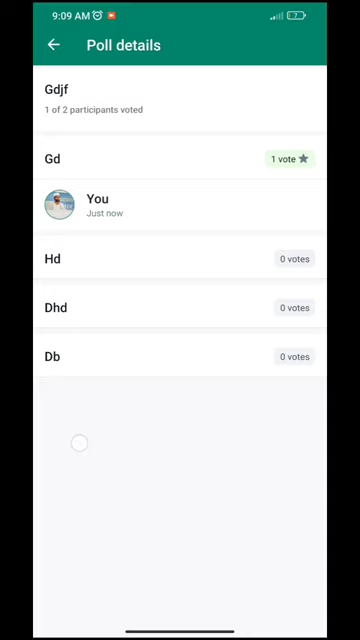 9:09 AM
7
Poll details
Gdjf
1 of 2 participants voted
Gd
1 vote
You
Just now
Hd
0 votes
Dhd
0 votes
Db
0 votes